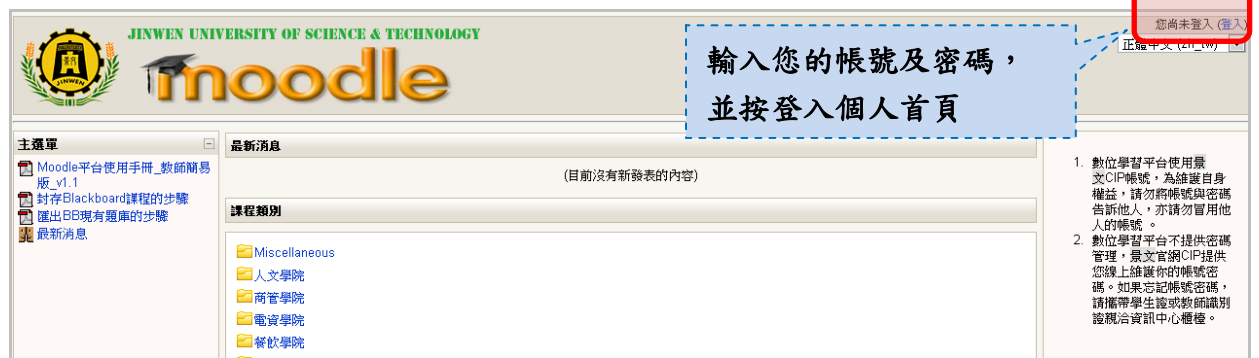 您尚未登入 (登入)
正體中文 (zh_tw)
JINWEN UNIVERSITY OF SCIENCE & TECHNOLOGY
moodle
JINWEN
輸入您的帳號及密碼，
並按登入個人首頁
主選單
Moodle平台使用手冊_教師簡易
版_v1.1
封存Blackboard課程的步驟
匯出BB現有題庫的步驟
最新消息
最新消息
(目前沒有新發表的內容)
課程類別
Miscellaneous
人文學院
商管學院
電資學院
餐飲學院
1. 數位學習平台使用景
文CIP帳號，為維護自身
權益，請勿將帳號與密碼
告訴他人，亦請勿冒用他
人的帳號 。
2. 數位學習平台不提供密碼
管理，景文官網CIP提供
您線上維護你的帳號密
碼。如果忘記帳號密碼，
請攜帶學生證或教師識別
證親洽資訊中心櫃檯。